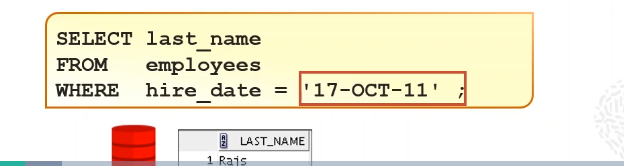 SELECT last_name
FROM employees
WHERE hire_date = '17-OCT-11' ;
LAST_NAME
1 Rajs